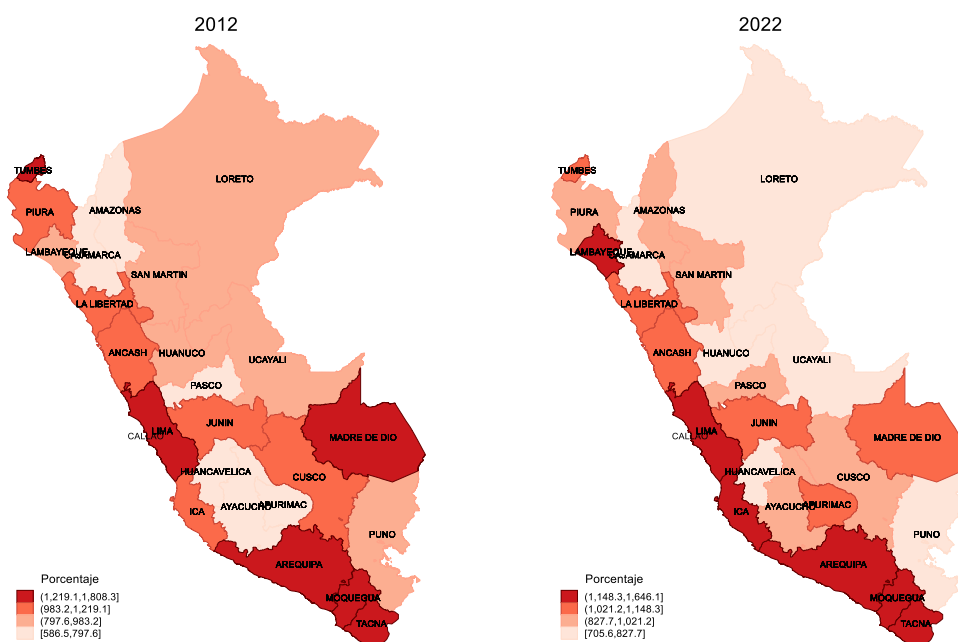 2012
TUMBES
LORETO
PIURA
AMAZONAS
LAMBAYEQUE
CAJAMARCA
SAN MARTIN
LA LIBERTAD
ANCASH
HUANUCO
UCAYALI
PASCO
JUNIN
LIMA
CALLAO
MADRE DE DIO
HUANCAVELICA
CUSCO
ICA
AYACUCHO
APURIMAC
PUNO
AREQUIPA
MOQUEGUA
TACNA
Porcentaje
(1,219.1,1,808.3]
(983.2,1,219.1]
(797.6,983.2]
[586.5,797.6]
2022
TUMBES
LORETO
PIURA
AMAZONAS
LAMBAYEQUE
CAJAMARCA
SAN MARTIN
LA LIBERTAD
ANCASH
HUANUCO
UCAYALI
PASCO
JUNIN
LIMA
CALLAO
MADRE DE DIO
HUANCAVELICA
CUSCO
ICA
AYACUCHO
APURIMAC
PUNO
AREQUIPA
MOQUEGUA
TACNA
Porcentaje
(1,148.3,1,646.1]
(1,021.2,1,148.3]
(827.7,1,021.2]
[705.6,827.7]